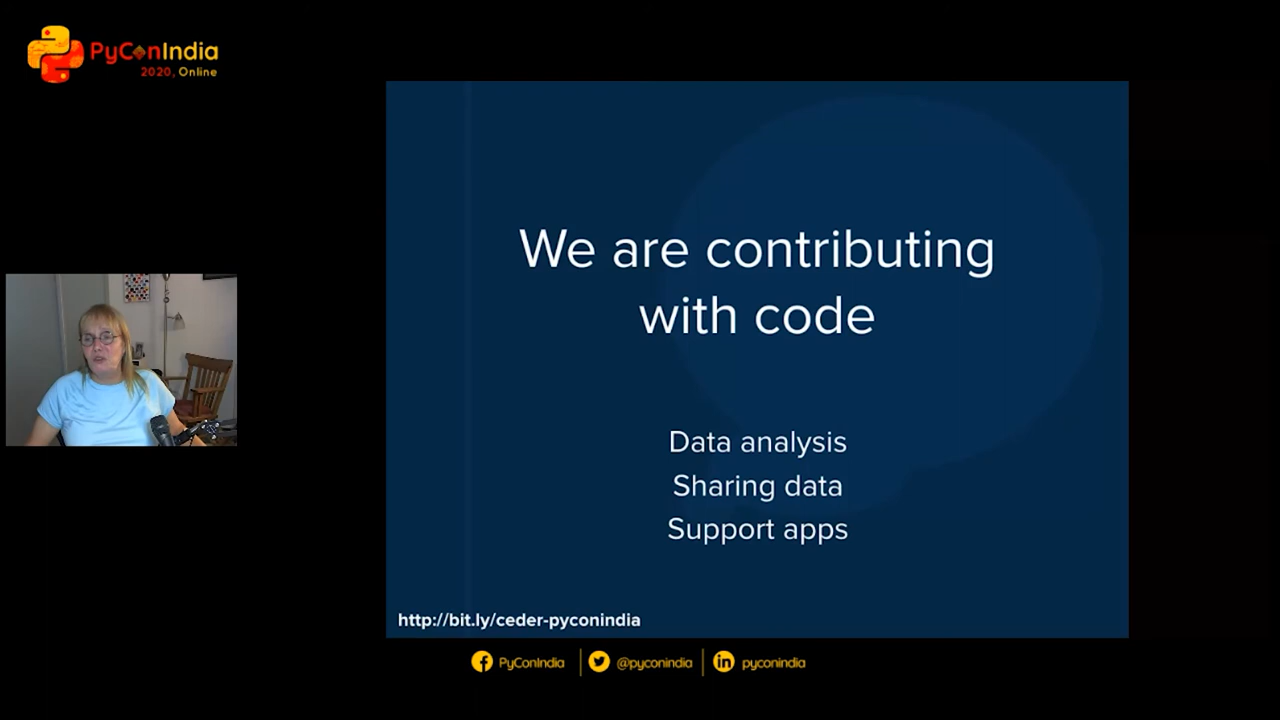 PyConIndia
2020, Online
We are contributing
with code
Data analysis
Sharing data
Support apps
http://bit.ly/ceder-pyconindia
PyConIndia
@pyconindia
pyconindia